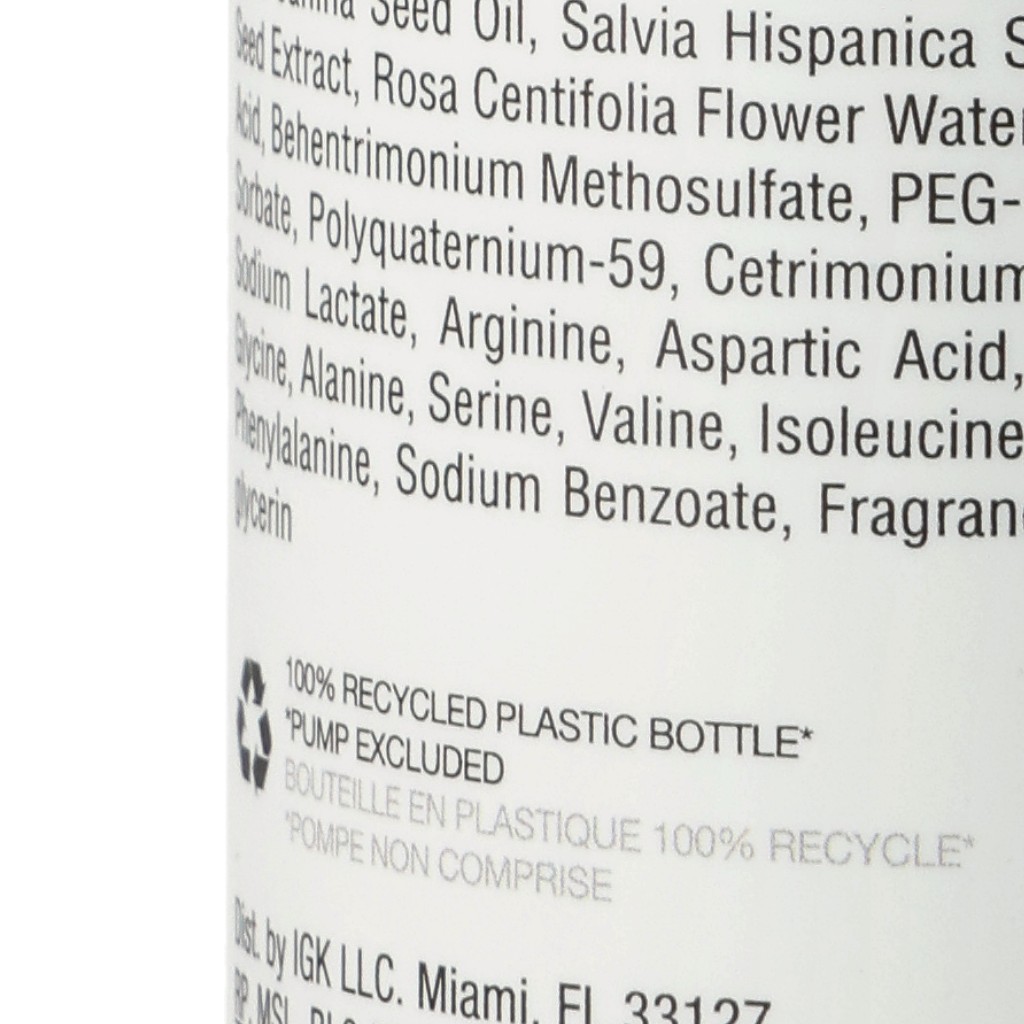 Seed Oil, Salvia Hispanica
Seed Extract, Rosa Centifolia Flower Water
Acid, Behentrimonium Methosulfate, PEG-
Sorbate, Polyquaternium-59, Cetrimonium
Sodium Lactate, Arginine, Aspartic Acid,
Glycine, Alanine, Serine, Valine, Isoleucine
Phenylalanine, Sodium Benzoate, Fragran
glycerin
100% RECYCLED PLASTIC BOTTLE*
*PUMP EXCLUDED
BOUTEILLE EN PLASTIQUE 100% RECYCLE*
*POMPE NON COMPRISE
Dist. by IGK LLC. Miami, FL 33127